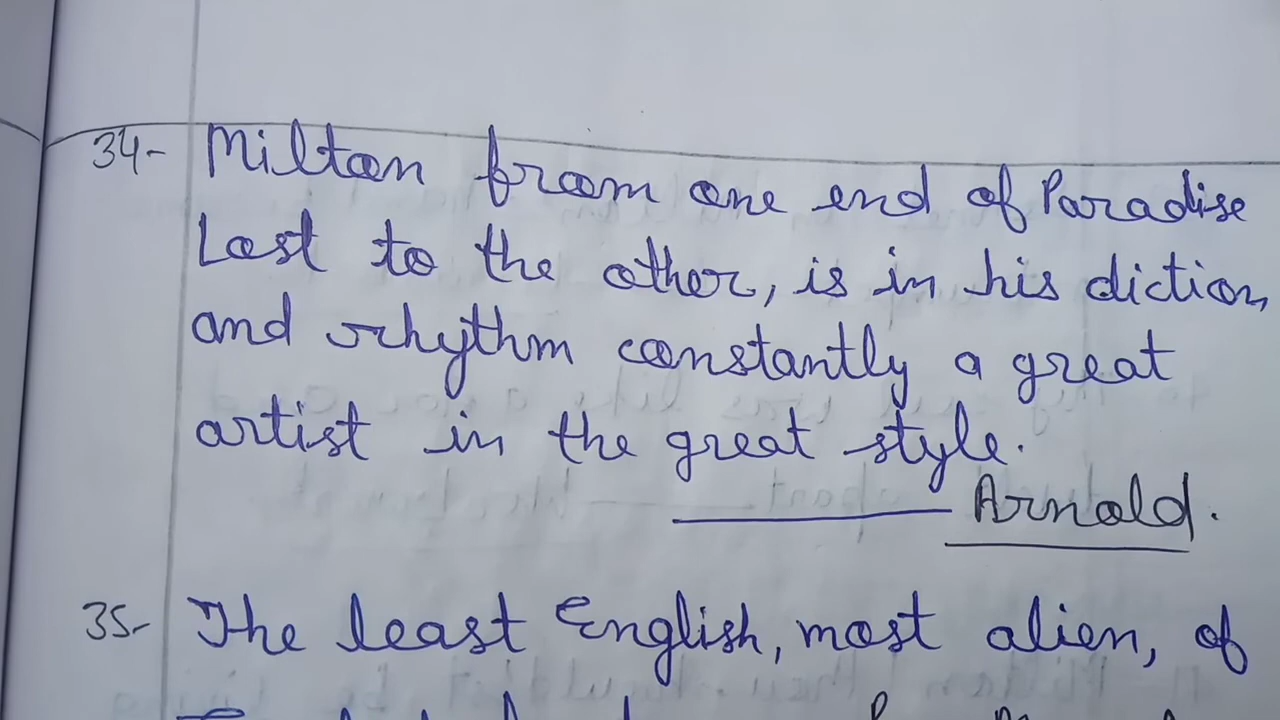 34- Milton from one end of Paradise
Lost to the other, is in his diction
and rhythm constantly a great
artist in the great style.
Arnold.
35- The least English, most alien, of